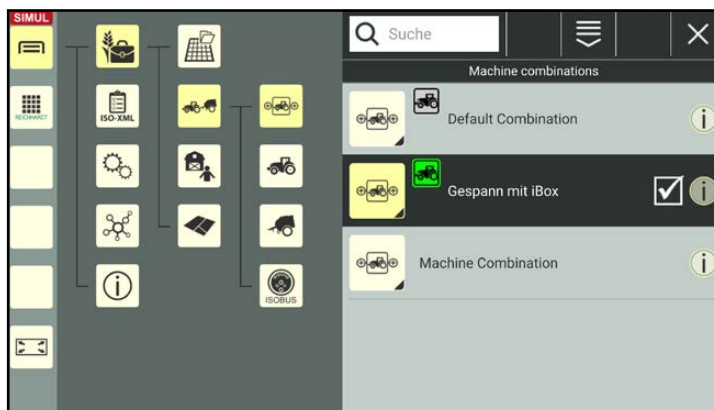 SIMUL
Suche
Machine combinations
REICHHARDT
ISO-XML
Default Combination
Gespann mit iBox
Machine Combination
ISOBUS